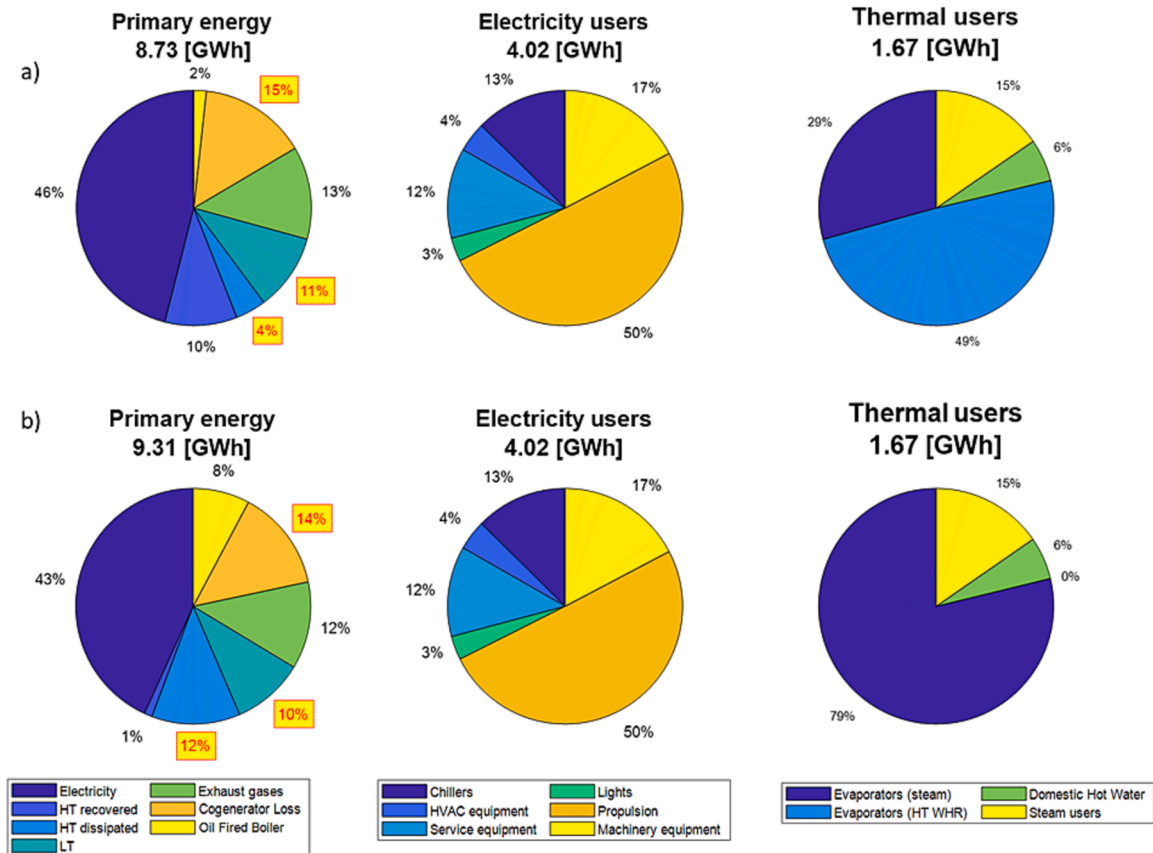 a)
Primary energy
8.73 [GWh]
2%
15%
13%
11%
4%
10%
46%
Electricity users
4.02 [GWh]
13%
17%
4%
12%
3%
50%
Thermal users
1.67 [GWh]
15%
29%
6%
49%
b)
Primary energy
9.31 [GWh]
8%
14%
43%
12%
10%
12%
1%
Electricity users
4.02 [GWh]
13%
17%
4%
12%
3%
50%
Thermal users
1.67 [GWh]
15%
6%
0%
79%
Electricity
HT recovered
HT dissipated
LT
Exhaust gases
Cogenerator Loss
Oil Fired Boiler
Chillers
HVAC equipment
Service equipment
Lights
Propulsion
Machinery equipment
Evaporators (steam)
Evaporators (HT WHR)
Domestic Hot Water
Steam users